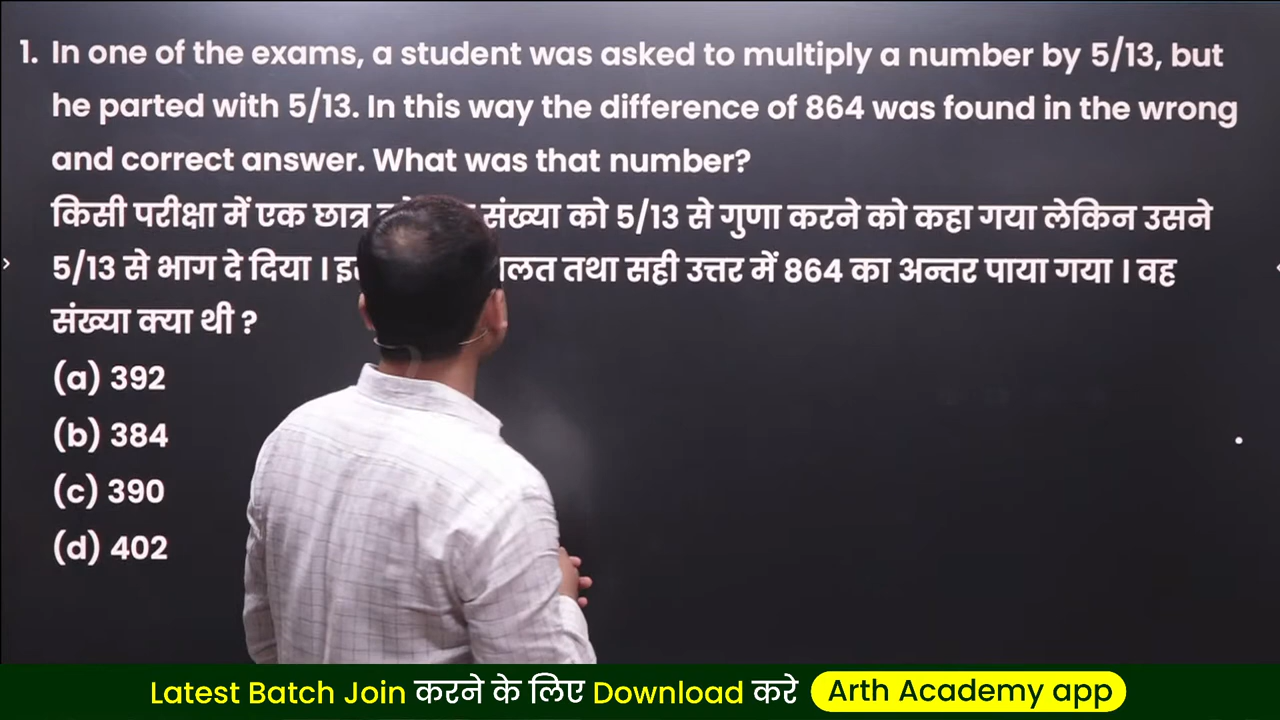 1. In one of the exams, a student was asked to multiply a number by 5/13, but
he parted with 5/13. In this way the difference of 864 was found in the wrong
and correct answer. What was that number?
किसी परीक्षा में एक छात्र संख्या को 5/13 से गुणा करने को कहा गया लेकिन उसने
5/13 से भाग दे दिया । तथा सही उत्तर में 864 का अन्तर पाया गया । वह
संख्या क्या थी ?
(a) 392
(b) 384
(c) 390
(d) 402
Latest Batch Join करने के लिए Download करे Arth Academy app